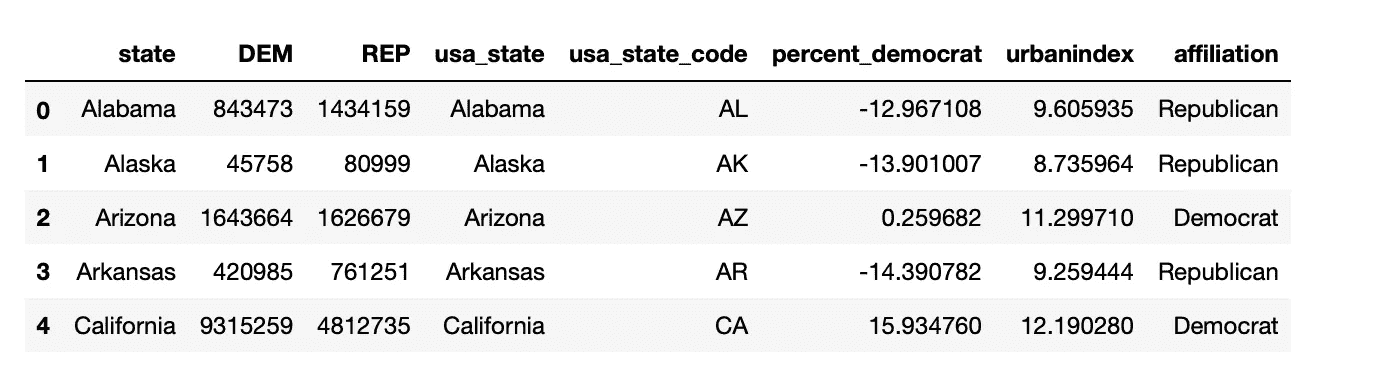 state DEM REP usa_state usa_state_code percent_democrat urbanindex affiliation
0 Alabama 843473 1434159 Alabama AL -12.967108 9.605935 Republican
1 Alaska 45758 80999 Alaska AK -13.901007 8.735964 Republican
2 Arizona 1643664 1626679 Arizona AZ 0.259682 11.299710 Democrat
3 Arkansas 420985 761251 Arkansas AR -14.390782 9.259444 Republican
4 California 9315259 4812735 California CA 15.934760 12.190280 Democrat